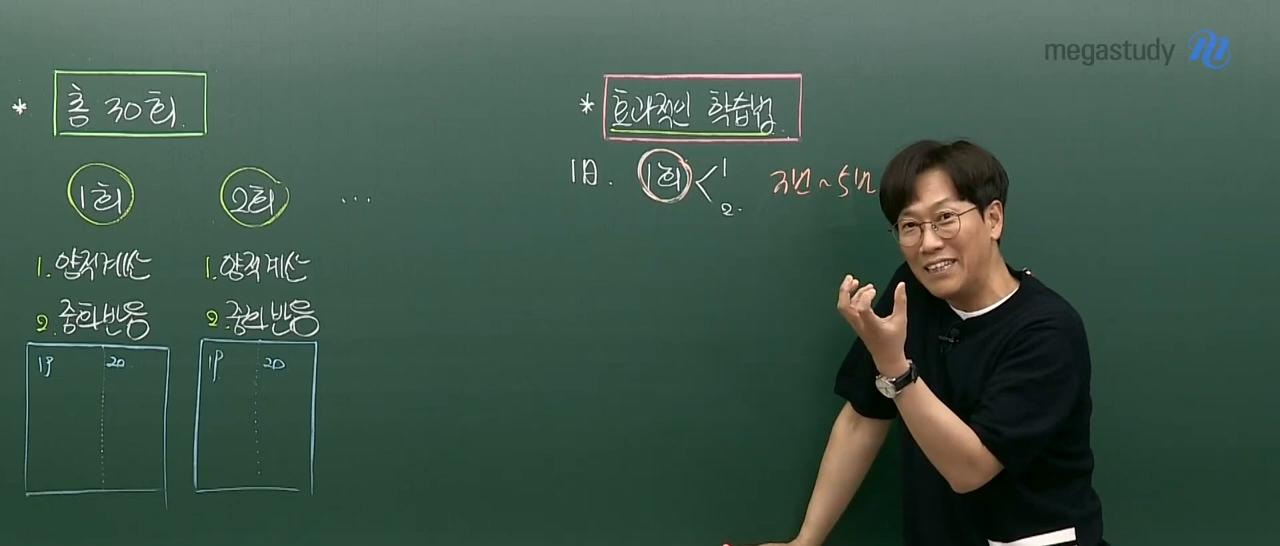 megastudy
* 총 30회.
1회 2회 ...
1. 양적계산
2. 중화반응
19 20
1. 양적계산
2. 중화반응
19 20
* 효과적인 학습법.
1日. 1회 < 1
2.
3번~5번